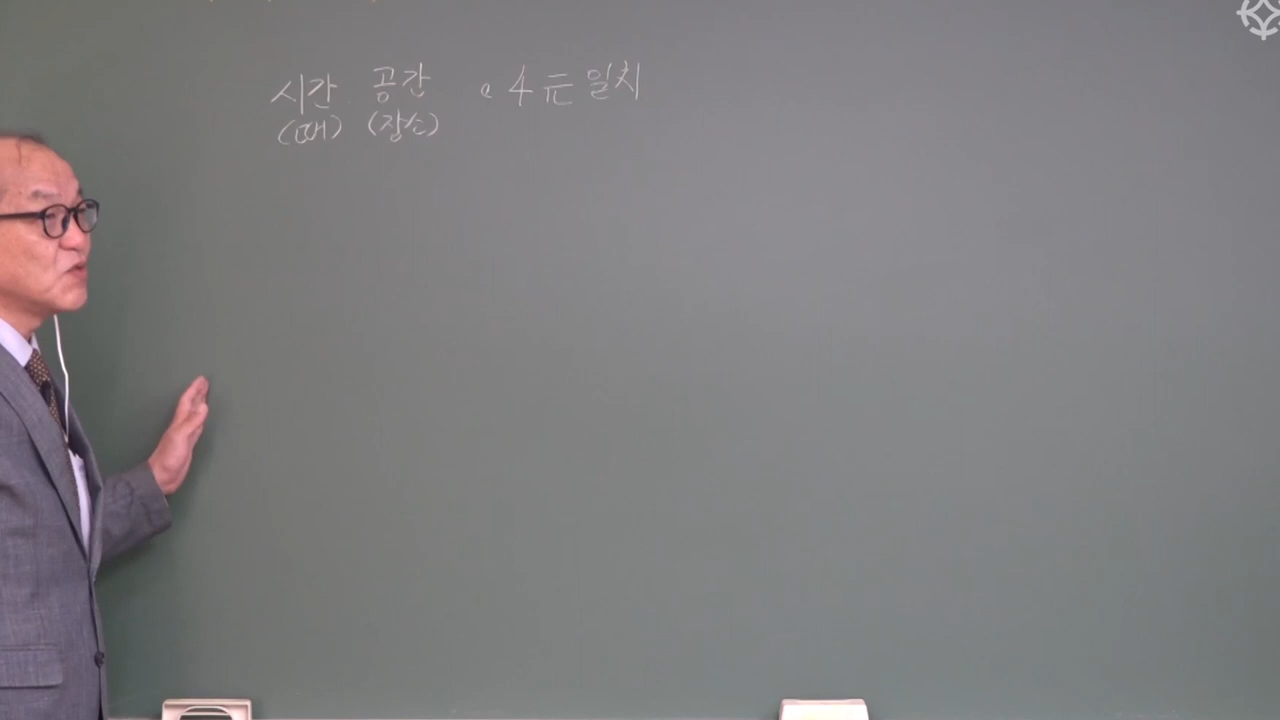 시간 공간 . 4元 일치
(때) (장소)